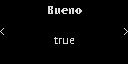 Bueno
< true >